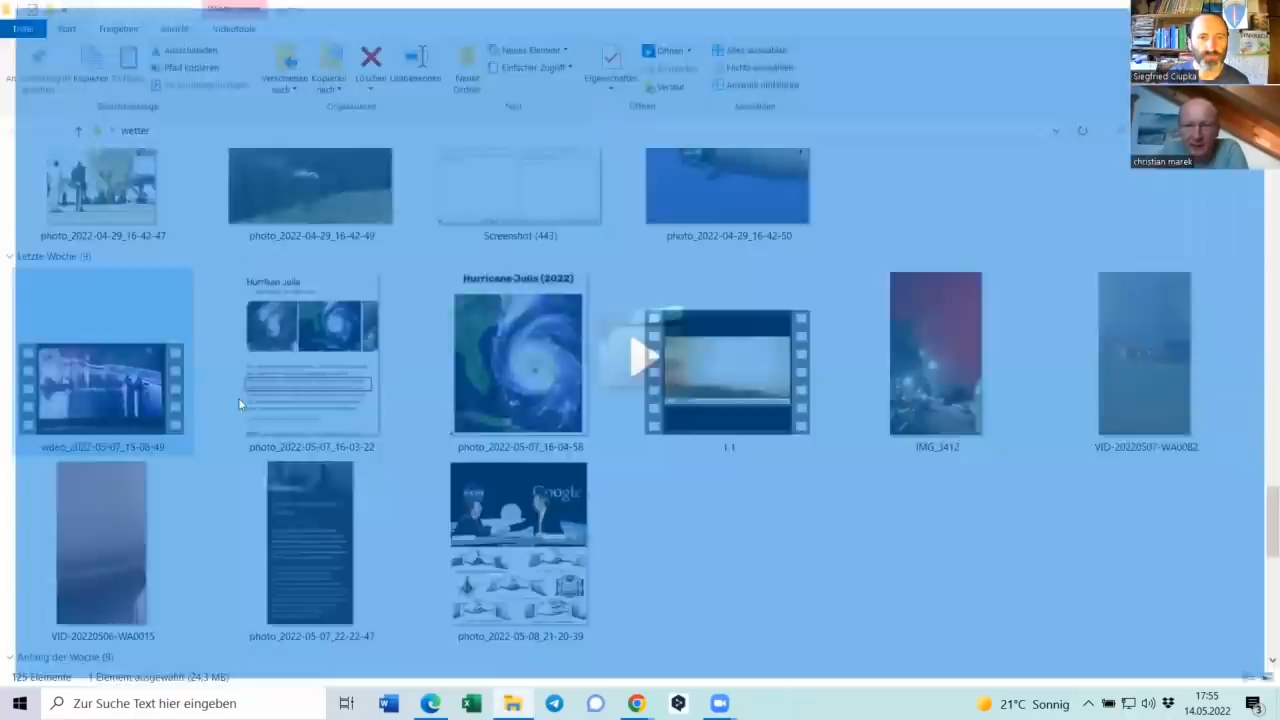 Start
Freigeben
Ansicht
Videotools
Kopieren
Ausschneiden
Pfad kopieren
Verschieben nach
Kopieren nach
Löschen
Umbenennen
Neuer Ordner
Neues Element
Einfacher Zugriff
Eigenschaften
Öffnen
Bearbeiten
Verlauf
Alles auswählen
Nichts auswählen
Auswahl umkehren
Organisieren
Neu
Öffnen
Auswählen
wetter
Siegfried Ciupka
christian marek
photo_2022-04-29_16-42-47
photo_2022-04-29_16-42-49
Screenshot (443)
photo_2022-04-29_16-42-50
Letzte Woche (9)
Hurrikan Julia
Hurricane Julia (2022)
photo_2022-05-07_16-03-22
photo_2022-05-07_16-04-58
1.1
IMG_3412
VID-20220507-WA0082
Google
VID-20220506-WA0015
photo_2022-05-07_22-22-47
photo_2022-05-08_21-20-39
Anfang der Woche (9)
125 Elemente
1 Element ausgewählt (24,3 MB)
Zur Suche Text hier eingeben
21°C Sonnig
17:55
14.05.2022
3